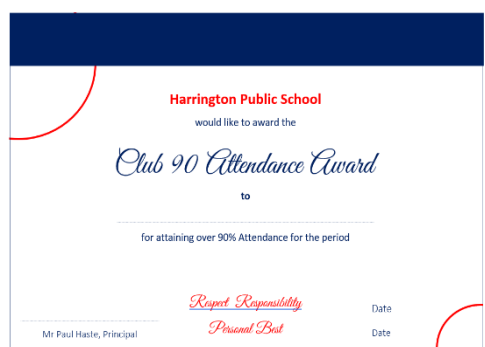 Harrington Public School
would like to award the
Club 90 Attendance Award
to
for attaining over 90% Attendance for the period
Respect Responsibility
Date
Mr Paul Haste, Principal
Personal Best
Date